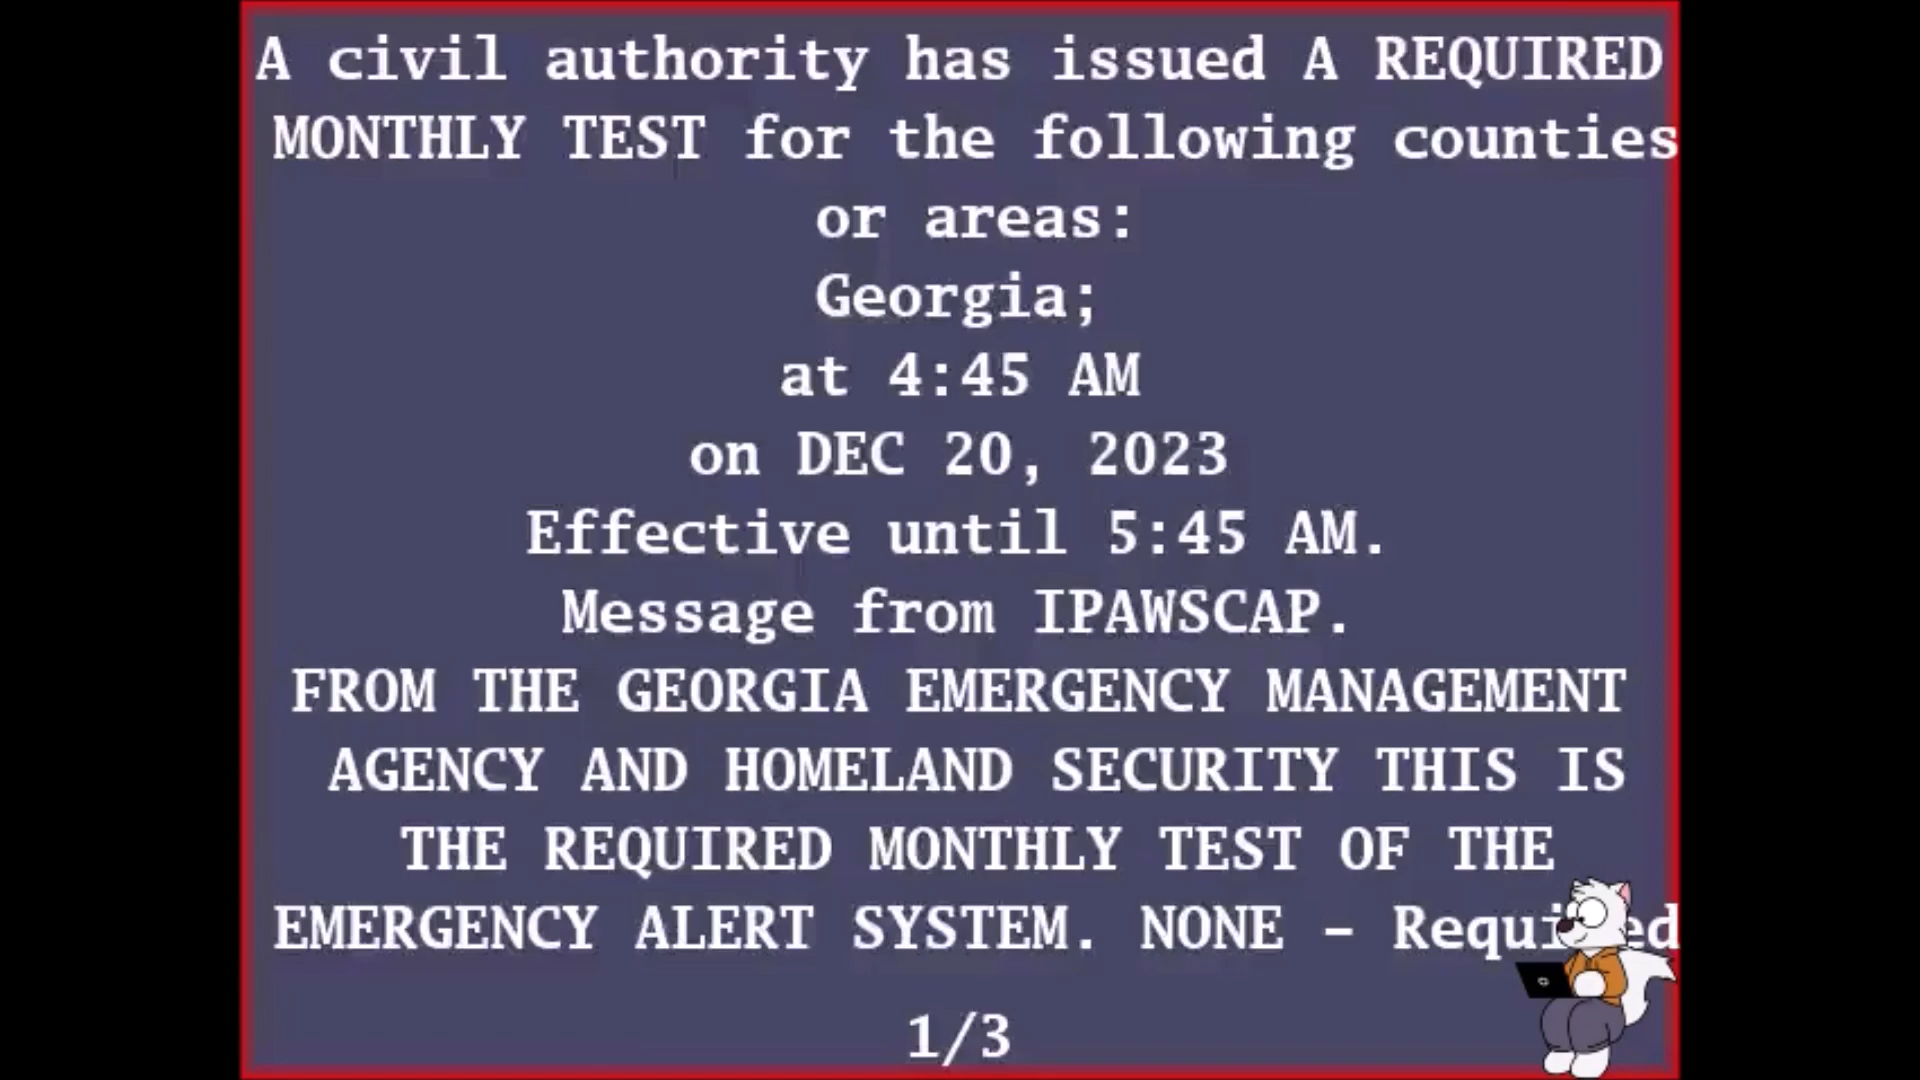 A civil authority has issued A REQUIRED
MONTHLY TEST for the following counties
or areas:
Georgia;
at 4:45 AM
on DEC 20, 2023
Effective until 5:45 AM.
Message from IPAWSCAP.
FROM THE GEORGIA EMERGENCY MANAGEMENT
AGENCY AND HOMELAND SECURITY THIS IS
THE REQUIRED MONTHLY TEST OF THE
EMERGENCY ALERT SYSTEM. NONE – Required
1/3